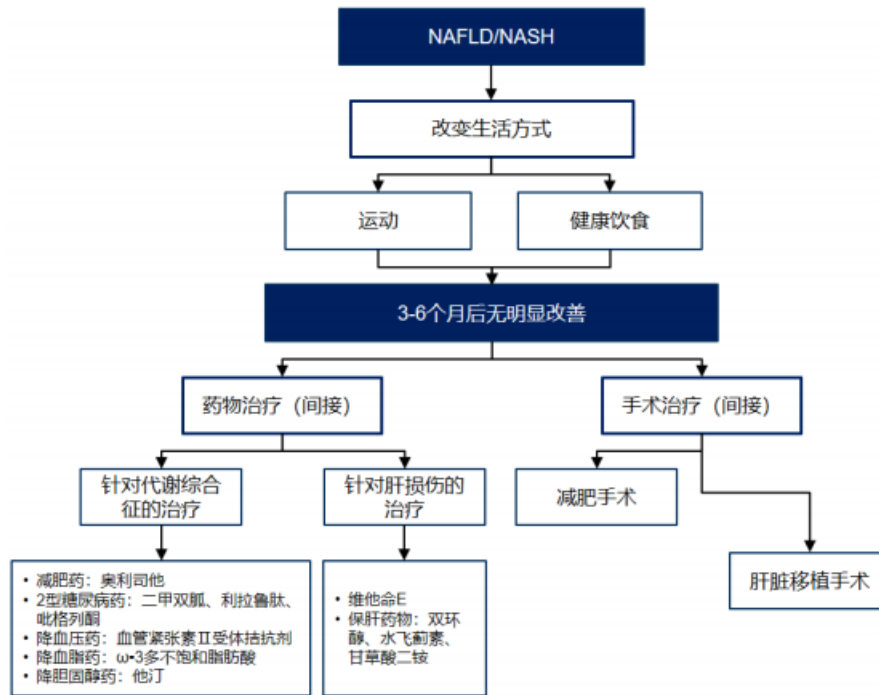 NAFLD/NASH
改变生活方式
运动
健康饮食
3-6个月后无明显改善
药物治疗（间接）
手术治疗（间接）
针对代谢综合
征的治疗
针对肝损伤的
治疗
减肥手术
肝脏移植手术
• 减肥药：奥利司他
• 2型糖尿病药：二甲双胍、利拉鲁肽、
吡格列酮
• 降血压药：血管紧张素Ⅱ受体拮抗剂
• 降血脂药：ω-3多不饱和脂肪酸
• 降胆固醇药：他汀
• 维他命E
• 保肝药物：双环
醇、水飞蓟素、
甘草酸二铵